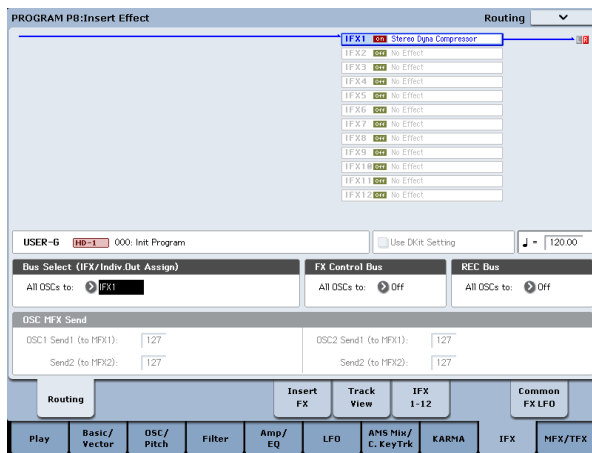 PROGRAM P8:Insert Effect Routing
IFX1 On Stereo Dyna Compressor L R
IFX2 Off No Effect
IFX3 Off No Effect
IFX4 Off No Effect
IFX5 Off No Effect
IFX6 Off No Effect
IFX7 Off No Effect
IFX8 Off No Effect
IFX9 Off No Effect
IFX10 Off No Effect
IFX11 Off No Effect
IFX12 Off No Effect
USER-G HD-1 000: Init Program Use DKit Setting ♩ = 120.00
Bus Select (IFX/Indiv.Out Assign) FX Control Bus REC Bus
All OSCs to: IFX1 All OSCs to: Off All OSCs to: Off
OSC MFX Send
OSC1 Send1 (to MFX1): 127 OSC2 Send1 (to MFX1): 127
Send2 (to MFX2): 127 Send2 (to MFX2): 127
Routing Insert FX Track View IFX 1-12 Common FX LFO
Play Basic/Vector OSC/Pitch Filter Amp/EQ LFO AMS Mix/C.KeyTrk KARMA IFX MFX/TFX